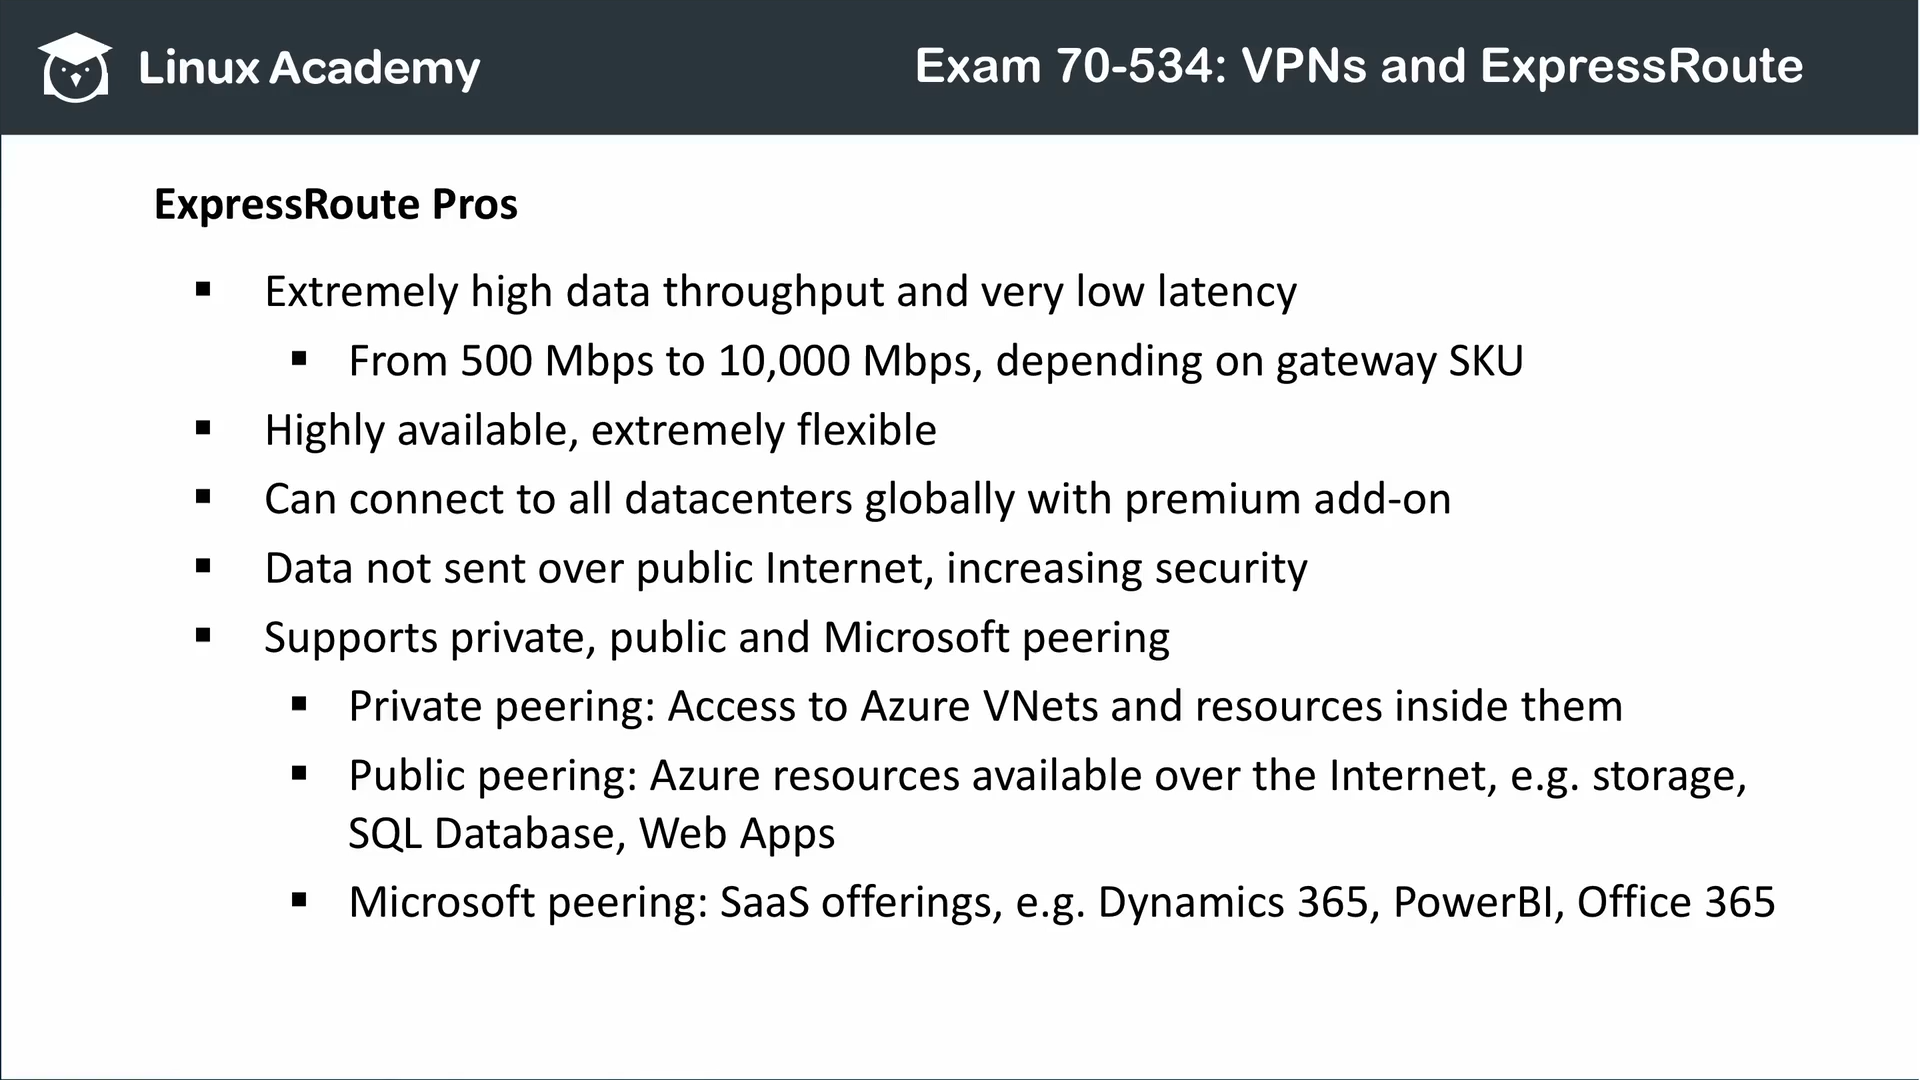 Linux Academy
Exam 70-534: VPNs and ExpressRoute
ExpressRoute Pros
▪ Extremely high data throughput and very low latency
▪ From 500 Mbps to 10,000 Mbps, depending on gateway SKU
▪ Highly available, extremely flexible
▪ Can connect to all datacenters globally with premium add-on
▪ Data not sent over public Internet, increasing security
▪ Supports private, public and Microsoft peering
▪ Private peering: Access to Azure VNets and resources inside them
▪ Public peering: Azure resources available over the Internet, e.g. storage,
SQL Database, Web Apps
▪ Microsoft peering: SaaS offerings, e.g. Dynamics 365, PowerBI, Office 365